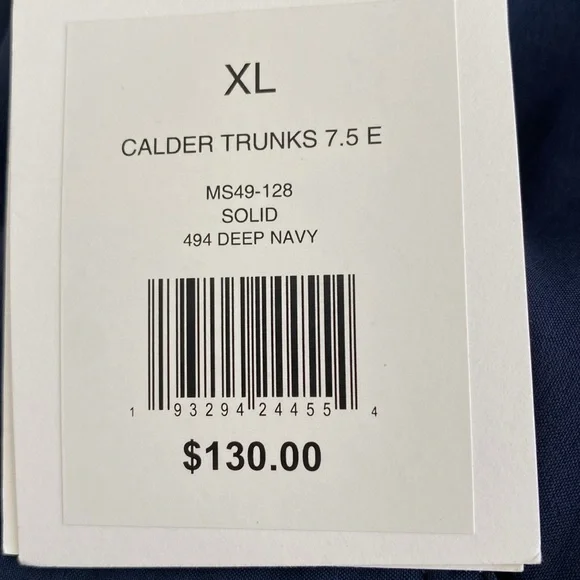 XL
CALDER TRUNKS 7.5 E
MS49-128
SOLID
494 DEEP NAVY
1 93294 24455 4
$130.00